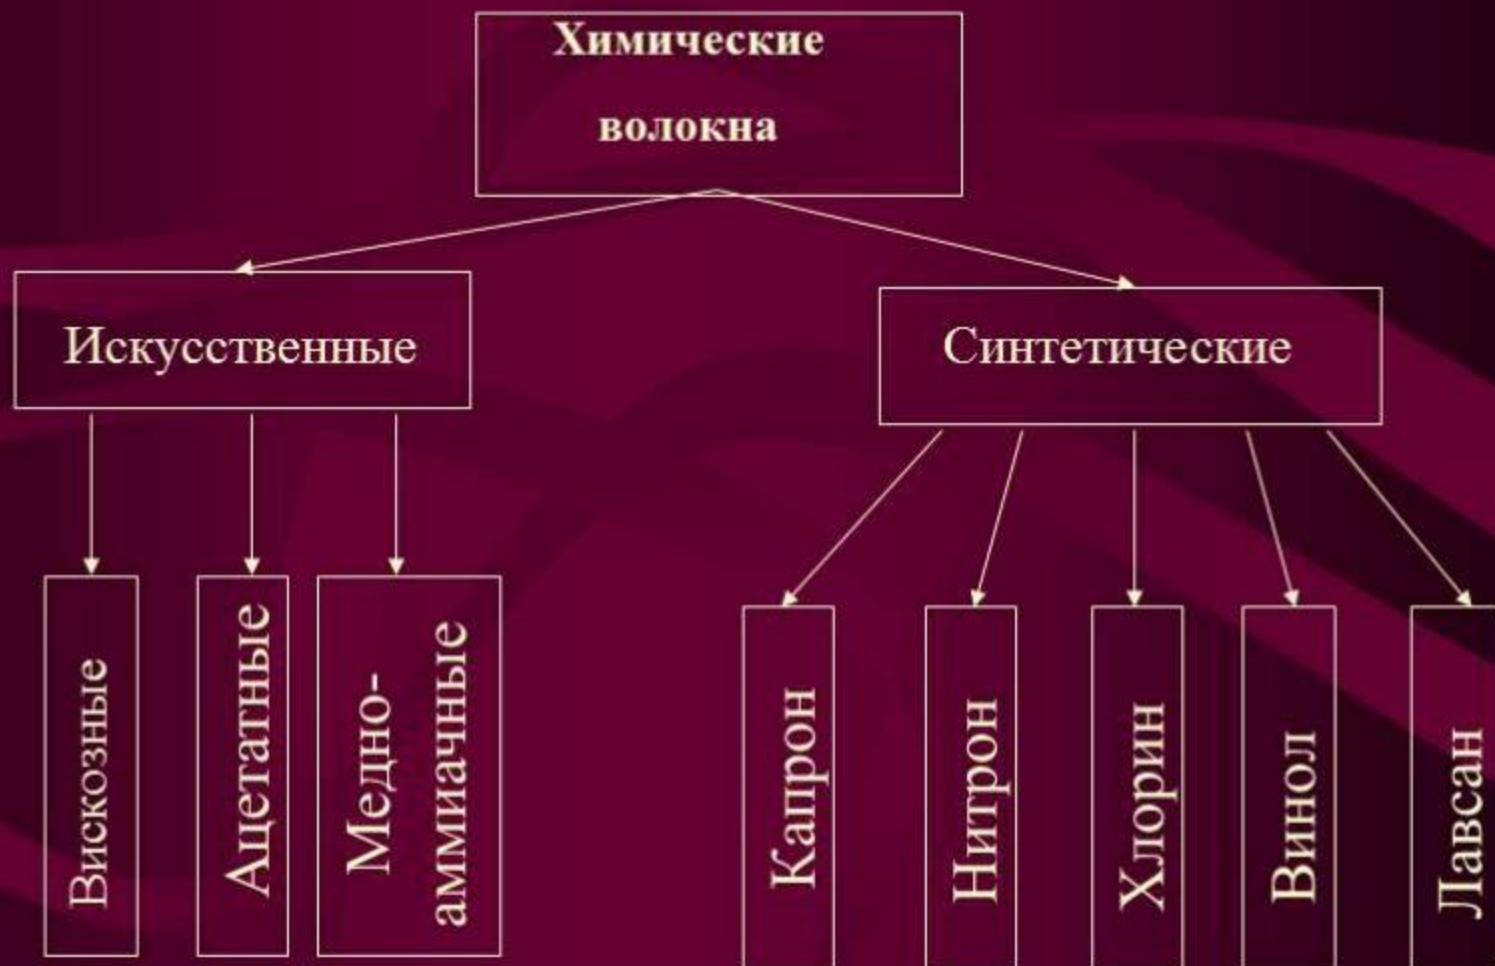 Химические
волокна
Искусственные
Синтетические
Вискозные
Ацетатные
Медно-
аммиачные
Капрон
Нитрон
Хлорин
Винол
Лавсан